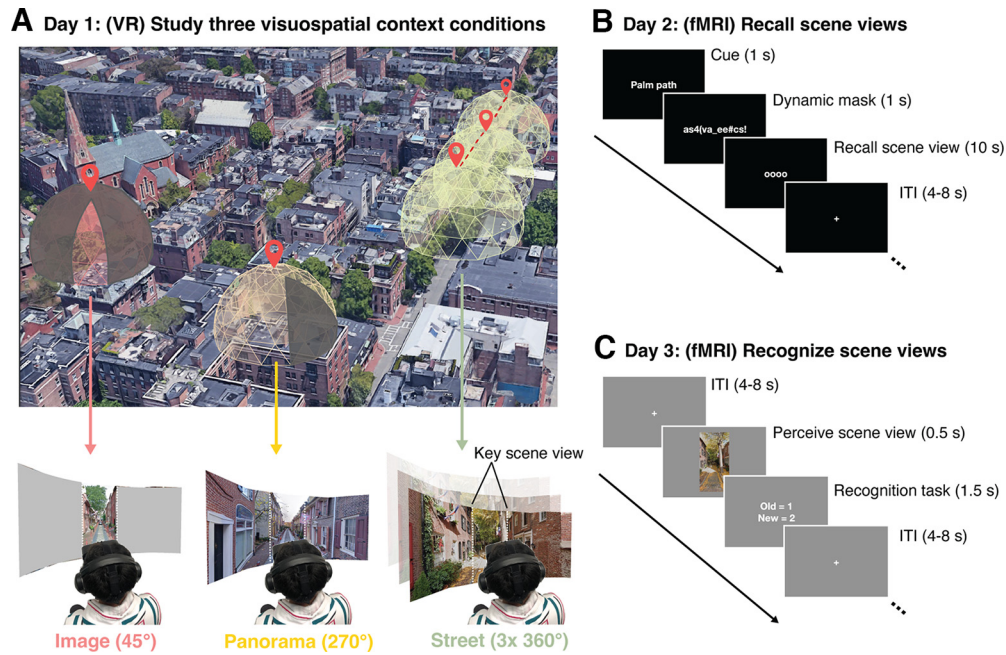 A Day 1: (VR) Study three visuospatial context conditions
Key scene view
Image (45°)
Panorama (270°)
Street (3x 360°)
B Day 2: (fMRI) Recall scene views
Cue (1 s)
Palm path
Dynamic mask (1 s)
as4(va_ee#cs!
Recall scene view (10 s)
oooo
ITI (4-8 s)
+
C Day 3: (fMRI) Recognize scene views
ITI (4-8 s)
+
Perceive scene view (0.5 s)
Recognition task (1.5 s)
Old = 1
New = 2
ITI (4-8 s)
+